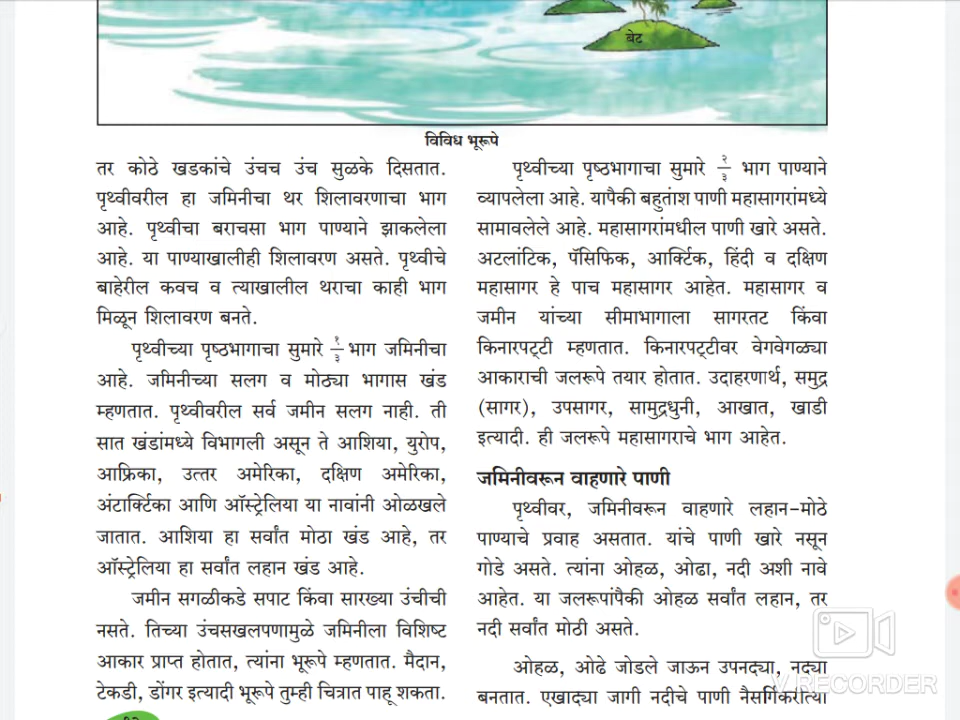 बेट
विविध भूरूपे
तर कोठे खडकांचे उंचच उंच सुळके दिसतात.
पृथ्वीवरील हा जमिनीचा थर शिलावरणाचा भाग
आहे. पृथ्वीचा बराचसा भाग पाण्याने झाकलेला
आहे. या पाण्याखालीही शिलावरण असते. पृथ्वीचे
बाहेरील कवच व त्याखालील थराचा काही भाग
मिळून शिलावरण बनते.
पृथ्वीच्या पृष्ठभागाचा सुमारे १/३ भाग जमिनीचा
आहे. जमिनीच्या सलग व मोठ्या भागास खंड
म्हणतात. पृथ्वीवरील सर्व जमीन सलग नाही. ती
सात खंडांमध्ये विभागली असून ते आशिया, युरोप,
आफ्रिका, उत्तर अमेरिका, दक्षिण अमेरिका,
अंटार्क्टिका आणि ऑस्ट्रेलिया या नावांनी ओळखले
जातात. आशिया हा सर्वांत मोठा खंड आहे, तर
ऑस्ट्रेलिया हा सर्वांत लहान खंड आहे.
जमीन सगळीकडे सपाट किंवा सारख्या उंचीची
नसते. तिच्या उंचसखलपणामुळे जमिनीला विशिष्ट
आकार प्राप्त होतात, त्यांना भूरूपे म्हणतात. मैदान,
टेकडी, डोंगर इत्यादी भूरूपे तुम्ही चित्रात पाहू शकता.
पृथ्वीच्या पृष्ठभागाचा सुमारे २/३ भाग पाण्याने
व्यापलेला आहे. यापैकी बहुतांश पाणी महासागरांमध्ये
सामावलेले आहे. महासागरांमधील पाणी खारे असते.
अटलांटिक, पॅसिफिक, आर्क्टिक, हिंदी व दक्षिण
महासागर हे पाच महासागर आहेत. महासागर व
जमीन यांच्या सीमाभागाला सागरतट किंवा
किनारपट्टी म्हणतात. किनारपट्टीवर वेगवेगळ्या
आकाराची जलरूपे तयार होतात. उदाहरणार्थ, समुद्र
(सागर), उपसागर, सामुद्रधुनी, आखात, खाडी
इत्यादी. ही जलरूपे महासागराचे भाग आहेत.
जमिनीवरून वाहणारे पाणी
पृथ्वीवर, जमिनीवरून वाहणारे लहान-मोठे
पाण्याचे प्रवाह असतात. यांचे पाणी खारे नसून
गोडे असते. त्यांना ओहळ, ओढा, नदी अशी नावे
आहेत. या जलरूपांपैकी ओहळ सर्वांत लहान, तर
नदी सर्वांत मोठी असते.
ओहळ, ओढे जोडले जाऊन उपनद्या, नद्या
बनतात. एखाद्या जागी नदीचे पाणी नैसर्गिकरीत्या
V RECORDER